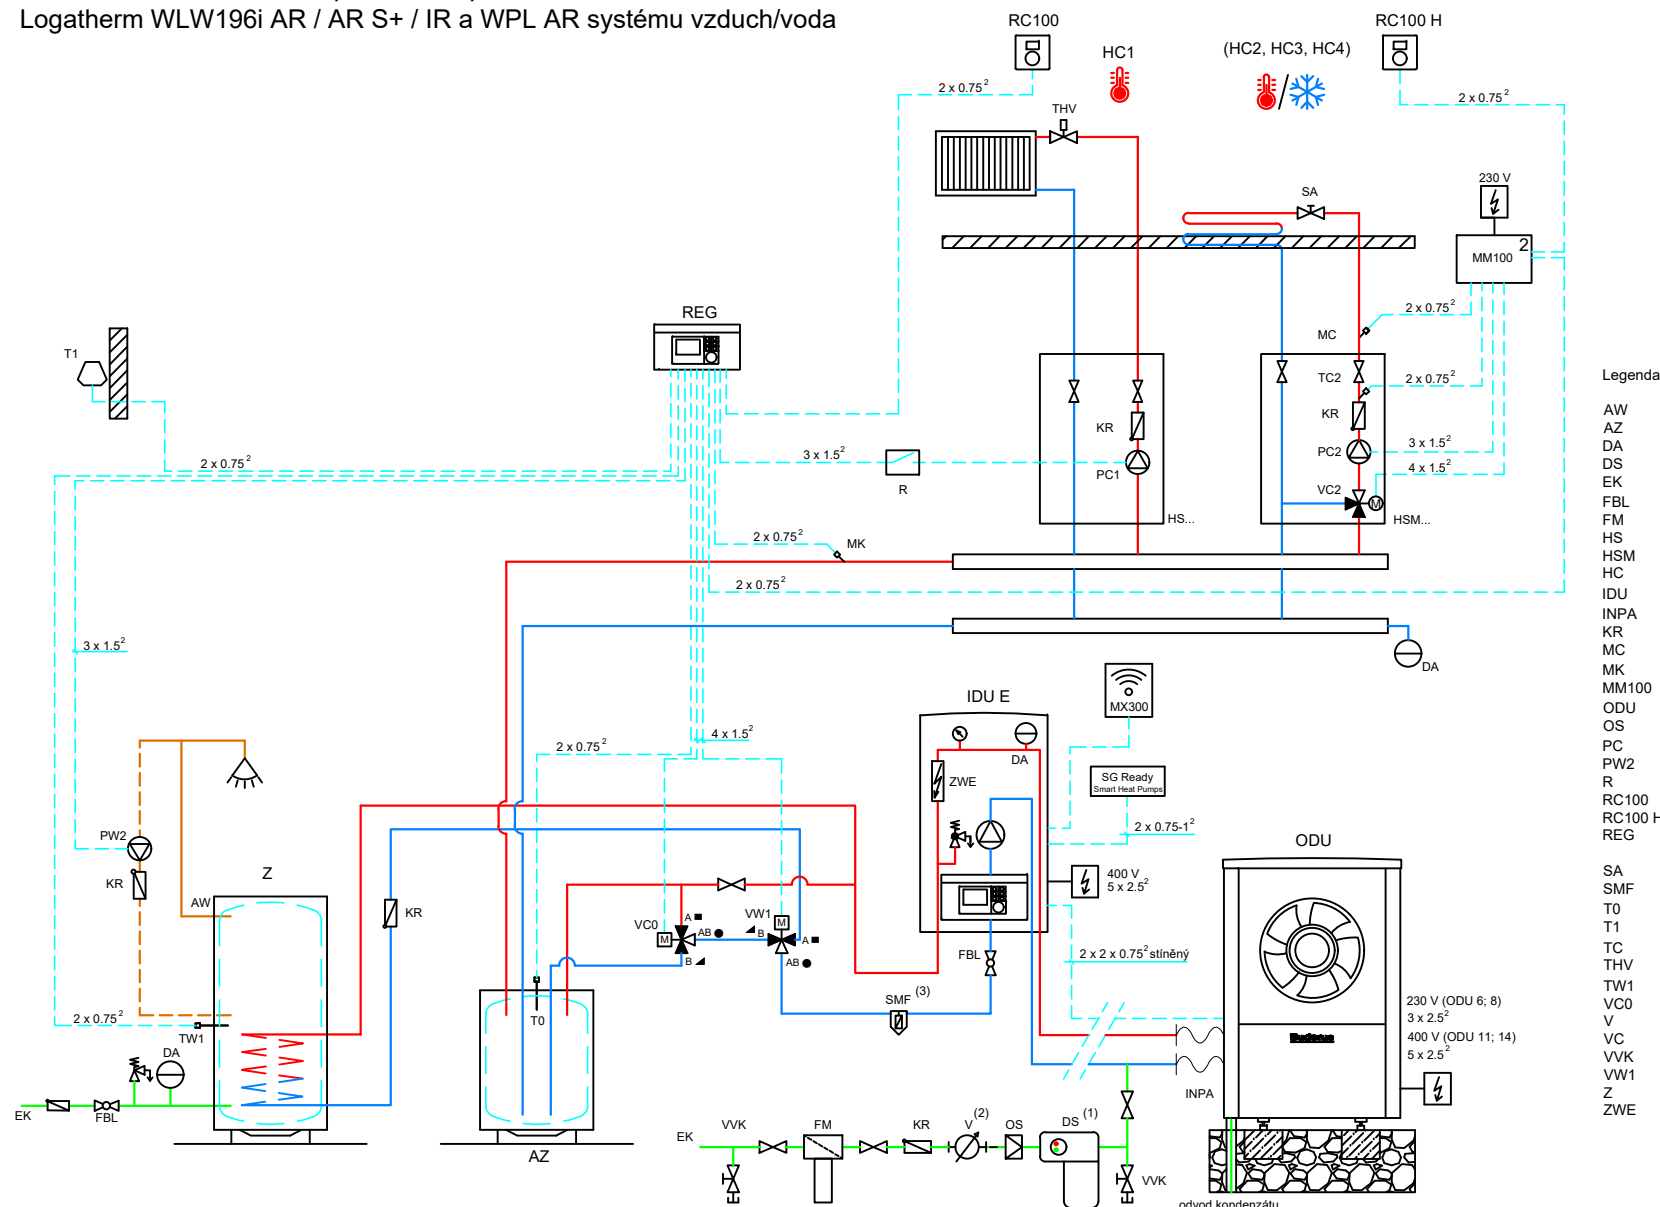 Logatherm WLW196i AR / AR S+ / IR a WPL AR systému vzduch/voda
RC100
RC100 H
HC1
(HC2, HC3, HC4)
2 x 0.75²
2 x 0.75²
THV
230 V
SA
2
MM100
REG
2 x 0.75²
MC
T1
TC2
2 x 0.75²
KR
KR
3 x 1.5²
PC2
3 x 1.5²
2 x 0.75²
4 x 1.5²
PC1
R
VC2
M
HS...
HSM...
2 x 0.75²
MK
2 x 0.75²
3 x 1.5²
DA
IDU E
MX300
4 x 1.5²
2 x 0.75²
DA
SG Ready
Smart Heat Pumps
ZWE
2 x 0.75-1²
PW2
ODU
Z
KR
400 V
5 x 2.5²
AW
KR
VC0
M
A
AB
B
VW1
M
B
A
AB
FBL
2 x 2 x 0.75² stíněný
SMF (3)
T0
2 x 0.75²
TW1
DA
230 V (ODU 6; 8)
3 x 2.5²
400 V (ODU 11; 14)
5 x 2.5²
Buderus
INPA
EK
FBL
AZ
EK
VVK
FM
KR
V (2)
OS
DS (1)
VVK
odvod kondenzátu
Legenda
AW
AZ
DA
DS
EK
FBL
FM
HS
HSM
HC
IDU
INPA
KR
MC
MK
MM100
ODU
OS
PC
PW2
R
RC100
RC100 H
REG
SA
SMF
T0
T1
TC
THV
TW1
VC0
V
VC
VVK
VW1
Z
ZWE